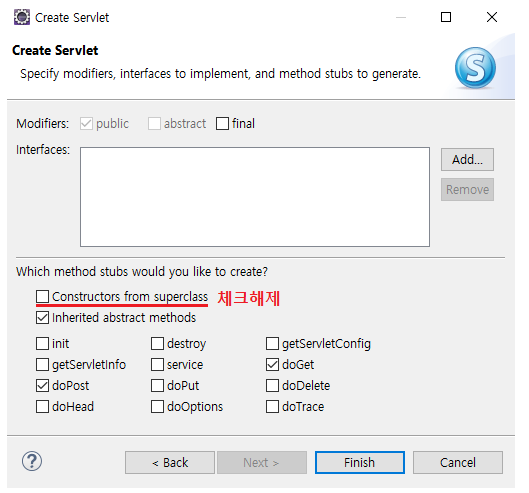 Create Servlet
Create Servlet
Specify modifiers, interfaces to implement, and method stubs to generate.
S
Modifiers: public abstract final
Interfaces:
Add...
Remove
Which method stubs would you like to create?
Constructors from superclass 체크해제
Inherited abstract methods
init destroy getServletConfig
getServletInfo service doGet
doPost doPut doDelete
doHead doOptions doTrace
? < Back Next > Finish Cancel